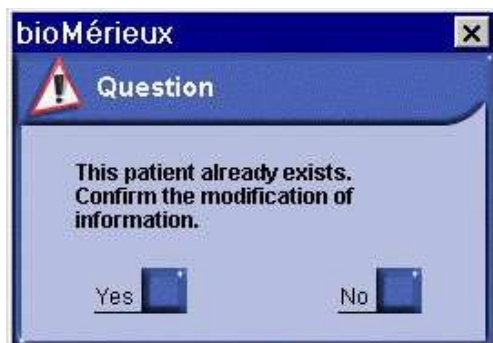 bioMérieux
Question
This patient already exists.
Confirm the modification of
information.
Yes No